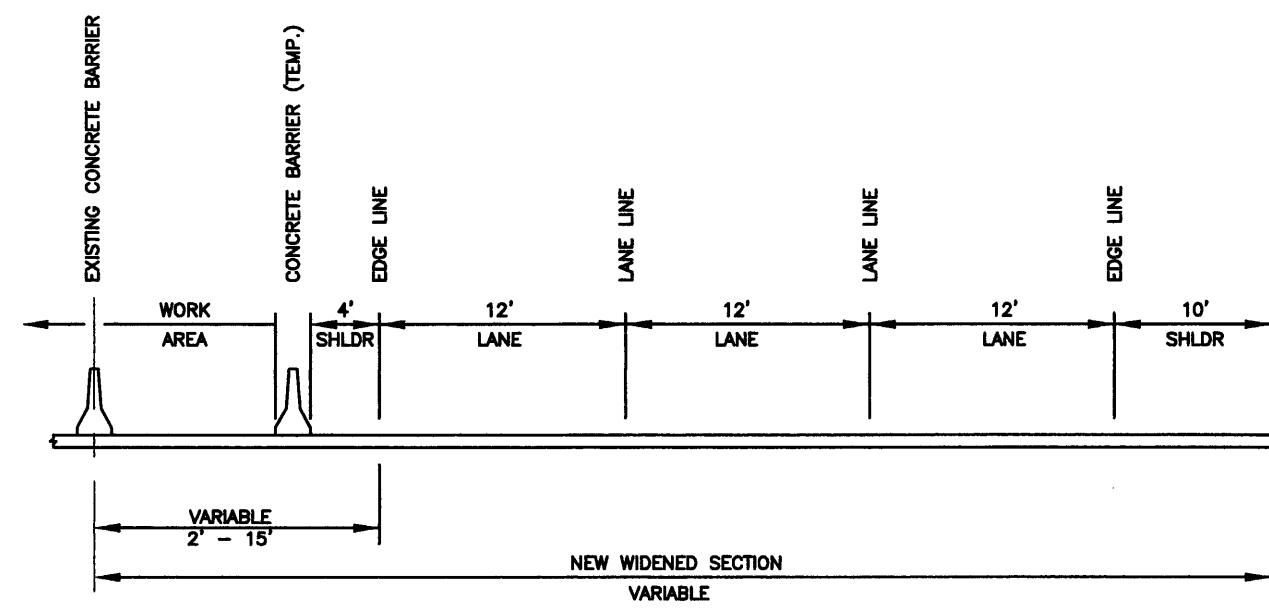 EXISTING CONCRETE BARRIER
CONCRETE BARRIER (TEMP.)
EDGE LINE
LANE LINE
LANE LINE
EDGE LINE
WORK
AREA
4'
SHLDR
12'
LANE
12'
LANE
12'
LANE
10'
SHLDR
VARIABLE
2' - 15'
NEW WIDENED SECTION
VARIABLE